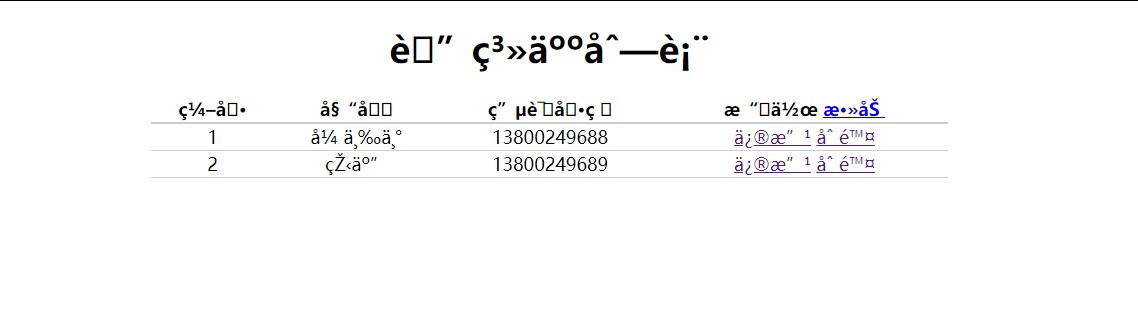 è□” ç³»äººåˆ—è¡¨
ç¼–å□• å§ “å□□ ç” µè¯□å□•ç □ æ “□ä½œ æ•»åŠ
1 å¼ ä¸‰ä¸° 13800249688 ä¿®æ” ¹ åˆ é™¤
2 çŽ‹äº” 13800249689 ä¿®æ” ¹ åˆ é™¤